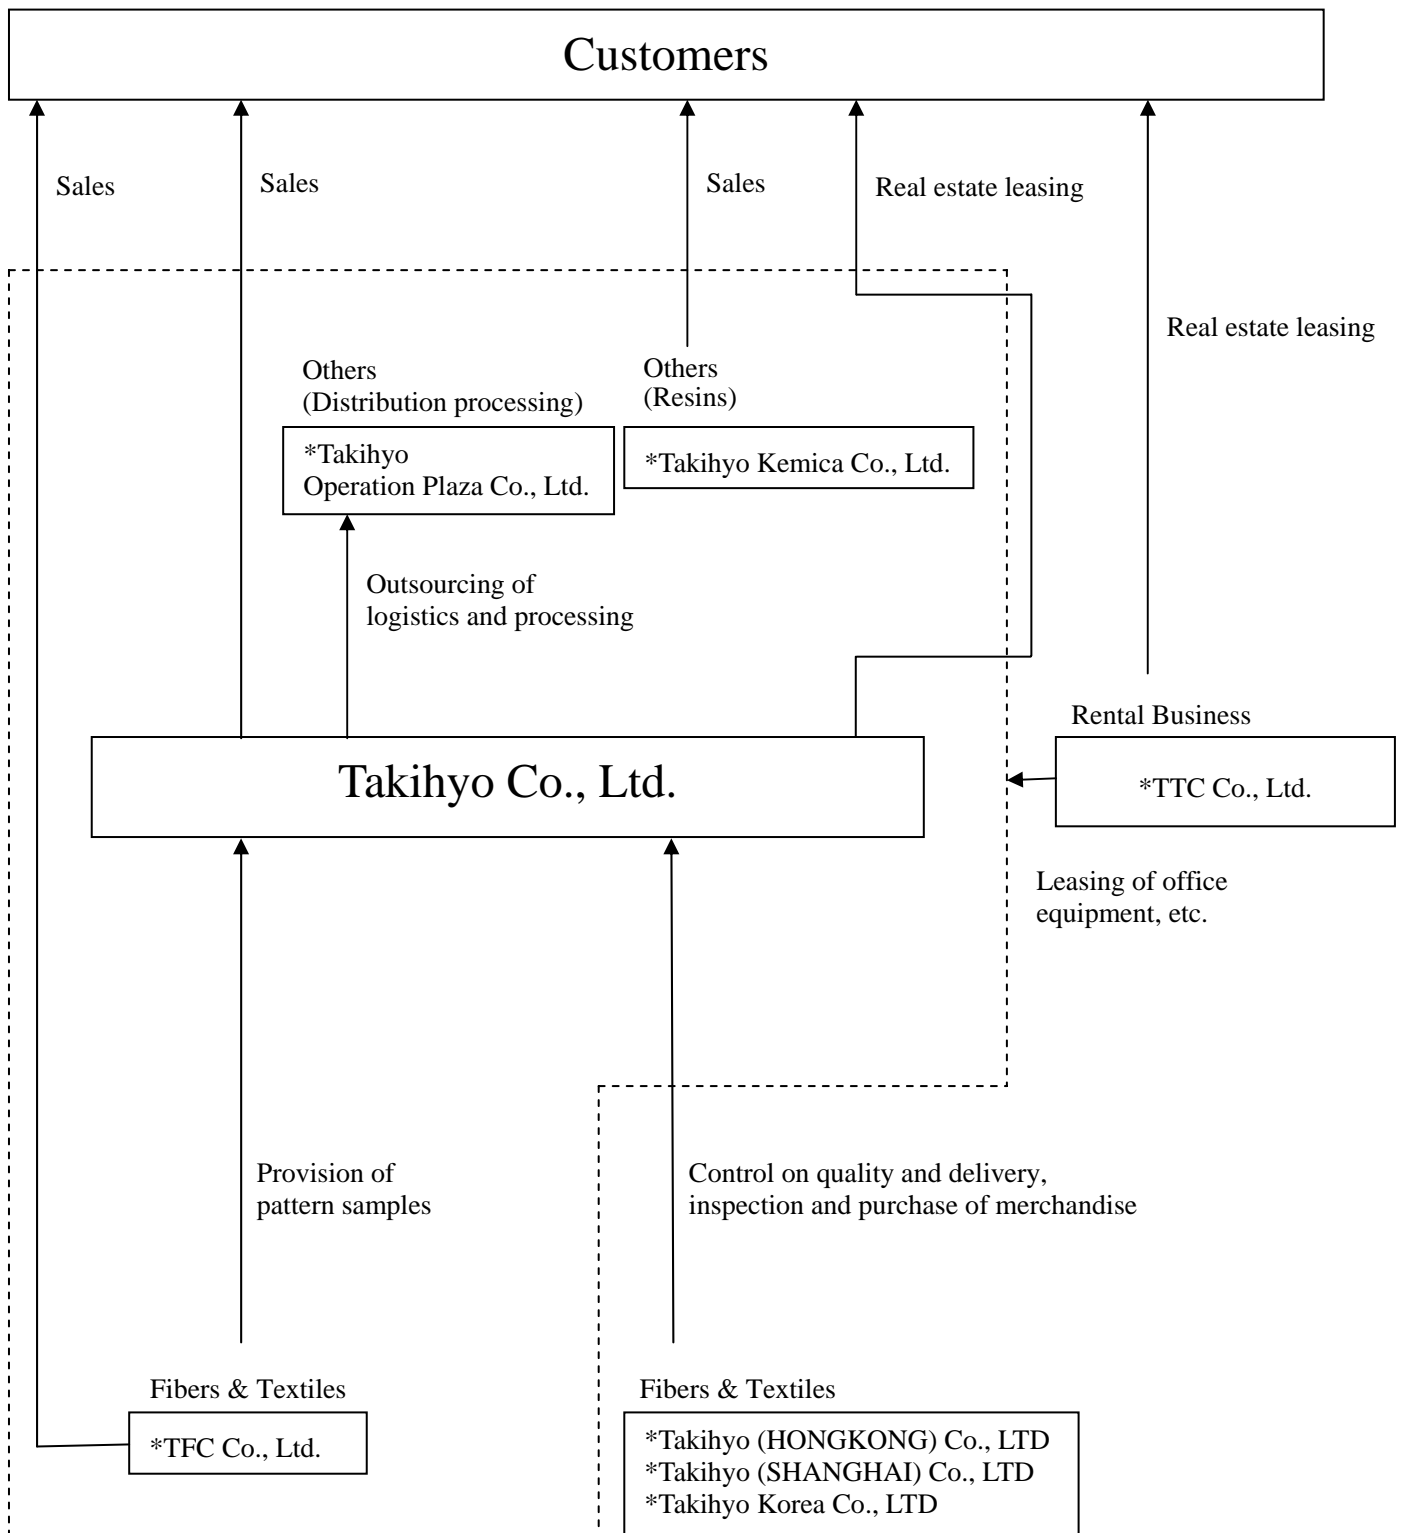 Customers
Sales
Sales
Sales
Real estate leasing
Real estate leasing
Others
(Distribution processing)
Others
(Resins)
*Takihyo
Operation Plaza Co., Ltd.
*Takihyo Kemica Co., Ltd.
Outsourcing of
logistics and processing
Rental Business
Takihyo Co., Ltd.
*TTC Co., Ltd.
Leasing of office
equipment, etc.
Provision of
pattern samples
Control on quality and delivery,
inspection and purchase of merchandise
Fibers & Textiles
*TFC Co., Ltd.
Fibers & Textiles
*Takihyo (HONGKONG) Co., LTD
*Takihyo (SHANGHAI) Co., LTD
*Takihyo Korea Co., LTD